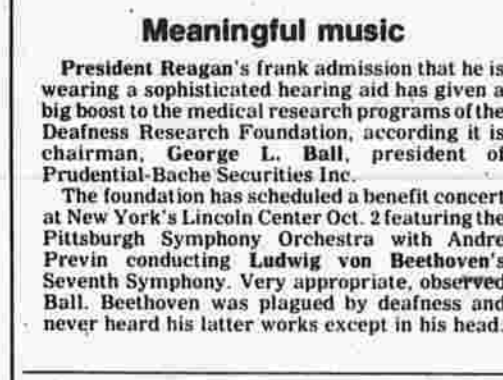 Meaningful music
President Reagan's frank admission that he is
wearing a sophisticated hearing aid has given a
big boost to the medical research programs of the
Deafness Research Foundation, according it is
chairman, George L. Ball, president of
Prudential-Bache Securities Inc.
The foundation has scheduled a benefit concert
at New York's Lincoln Center Oct. 2 featuring the
Pittsburgh Symphony Orchestra with Andre
Previn conducting Ludwig von Beethoven's
Seventh Symphony. Very appropriate, observed
Ball. Beethoven was plagued by deafness and
never heard his latter works except in his head.